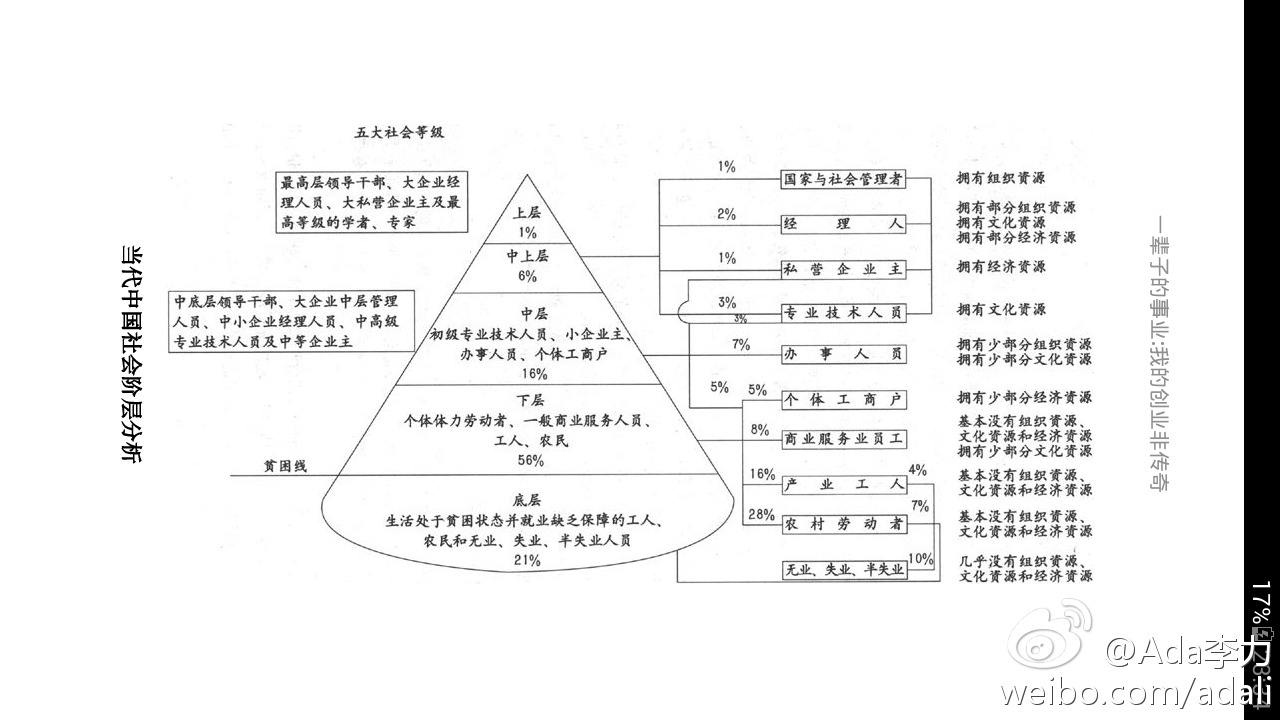 当代中国社会阶层分析
五大社会等级
最高层领导干部、大企业经
理人员、大私营企业主及最
高等级的学者、专家
中底层领导干部、大企业中层管理
人员、中小企业经理人员、中高级
专业技术人员及中等企业主
贫困线
上层
1%
中上层
6%
中层
初级专业技术人员、小企业主、
办事人员、个体工商户
16%
下层
个体体力劳动者、一般商业服务人员、
工人、农民
56%
底层
生活处于贫困状态并就业缺乏保障的工人、
农民和无业、失业、半失业人员
21%
1%
国家与社会管理者
拥有组织资源
2%
经理人
拥有部分组织资源
拥有文化资源
拥有部分经济资源
1%
私营企业主
拥有经济资源
3%
3%
专业技术人员
拥有文化资源
7%
办事人员
拥有少部分组织资源
拥有少部分文化资源
5%
5%
个体工商户
拥有少部分经济资源
8%
商业服务业员工
基本没有组织资源、
文化资源和经济资源
拥有少部分文化资源
16%
产业工人
4%
基本没有组织资源、
文化资源和经济资源
28%
农村劳动者
7%
基本没有组织资源、
文化资源和经济资源
无业、失业、半失业
10%
几乎没有组织资源、
文化资源和经济资源
一辈子的事业:我的创业非传奇
17%
@Ada李力
weibo.com/adali